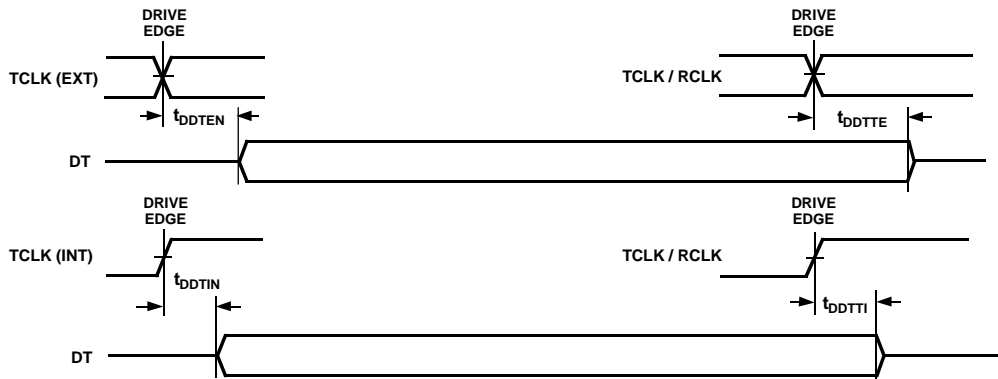 DRIVE
EDGE
DRIVE
EDGE
TCLK (EXT)
TCLK / RCLK
tDDTEN
tDDTTE
DT
DRIVE
EDGE
DRIVE
EDGE
TCLK (INT)
TCLK / RCLK
tDDTIN
tDDTTI
DT